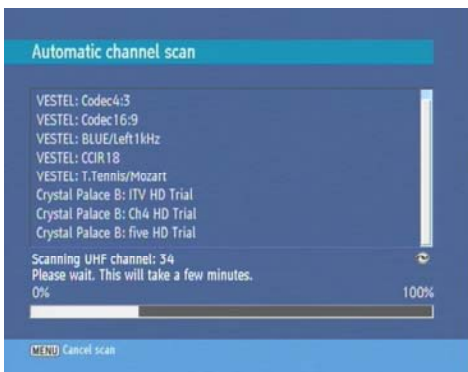 Automatic channel scan
VESTEL: Codec4:3
VESTEL: Codec16:9
VESTEL: BLUE/Left1kHz
VESTEL: CCIR18
VESTEL: T.Tennis/Mozart
Crystal Palace B: ITV HD Trial
Crystal Palace B: Ch4 HD Trial
Crystal Palace B: five HD Trial
Scanning UHF channel: 34
Please wait. This will take a few minutes.
0% 100%
MENU Cancel scan